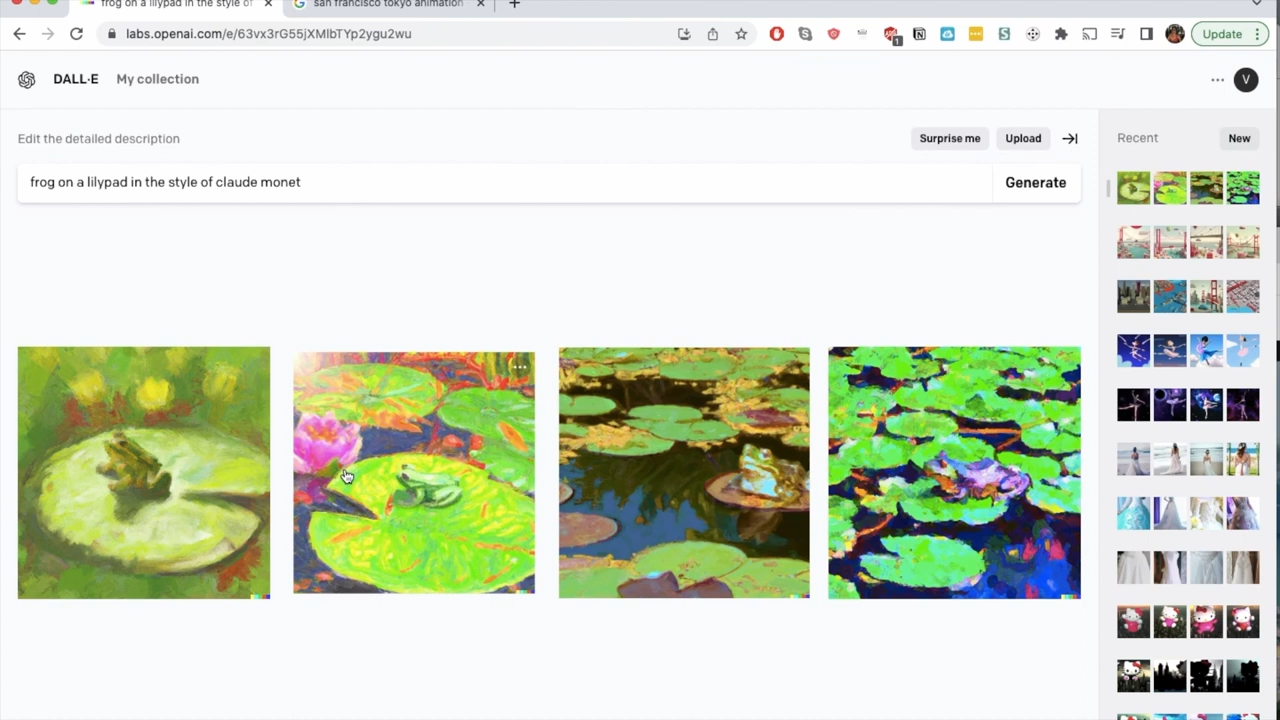 frog on a lilypad in the style of
san francisco tokyo animation
labs.openai.com/e/63vx3rG55jXMlbTYp2ygu2wu
1
Update
DALL·E
My collection
V
Edit the detailed description
Surprise me
Upload
Recent
New
frog on a lilypad in the style of claude monet
Generate